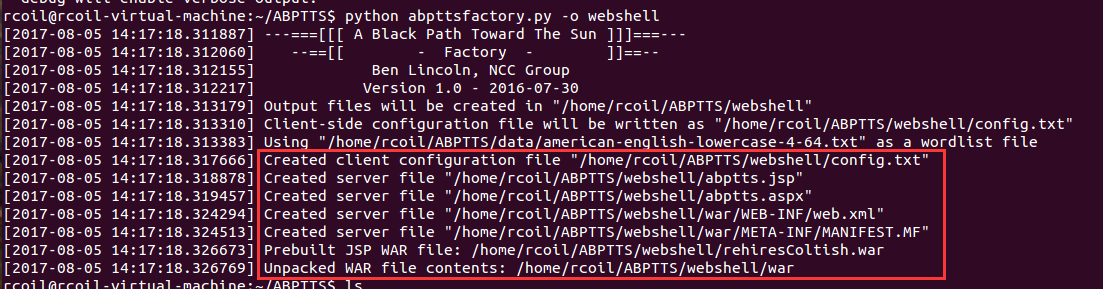 debug will enable verbose output.
rcoil@rcoil-virtual-machine:~/ABPTTS$ python abpttsfactory.py -o webshell
[2017-08-05 14:17:18.311887] ---===[[[ A Black Path Toward The Sun ]]]===---
[2017-08-05 14:17:18.312060]    --==[[        -  Factory  -        ]]==--
[2017-08-05 14:17:18.312155]             Ben Lincoln, NCC Group
[2017-08-05 14:17:18.312217]            Version 1.0 - 2016-07-30
[2017-08-05 14:17:18.313179] Output files will be created in "/home/rcoil/ABPTTS/webshell"
[2017-08-05 14:17:18.313310] Client-side configuration file will be written as "/home/rcoil/ABPTTS/webshell/config.txt"
[2017-08-05 14:17:18.313383] Using "/home/rcoil/ABPTTS/data/american-english-lowercase-4-64.txt" as a wordlist file
[2017-08-05 14:17:18.317666] Created client configuration file "/home/rcoil/ABPTTS/webshell/config.txt"
[2017-08-05 14:17:18.318878] Created server file "/home/rcoil/ABPTTS/webshell/abptts.jsp"
[2017-08-05 14:17:18.319457] Created server file "/home/rcoil/ABPTTS/webshell/abptts.aspx"
[2017-08-05 14:17:18.324294] Created server file "/home/rcoil/ABPTTS/webshell/war/WEB-INF/web.xml"
[2017-08-05 14:17:18.324513] Created server file "/home/rcoil/ABPTTS/webshell/war/META-INF/MANIFEST.MF"
[2017-08-05 14:17:18.326673] Prebuilt JSP WAR file: /home/rcoil/ABPTTS/webshell/rehiresColtish.war
[2017-08-05 14:17:18.326769] Unpacked WAR file contents: /home/rcoil/ABPTTS/webshell/war
rcoil@rcoil-virtual-machine:~/ABPTTS$ ls